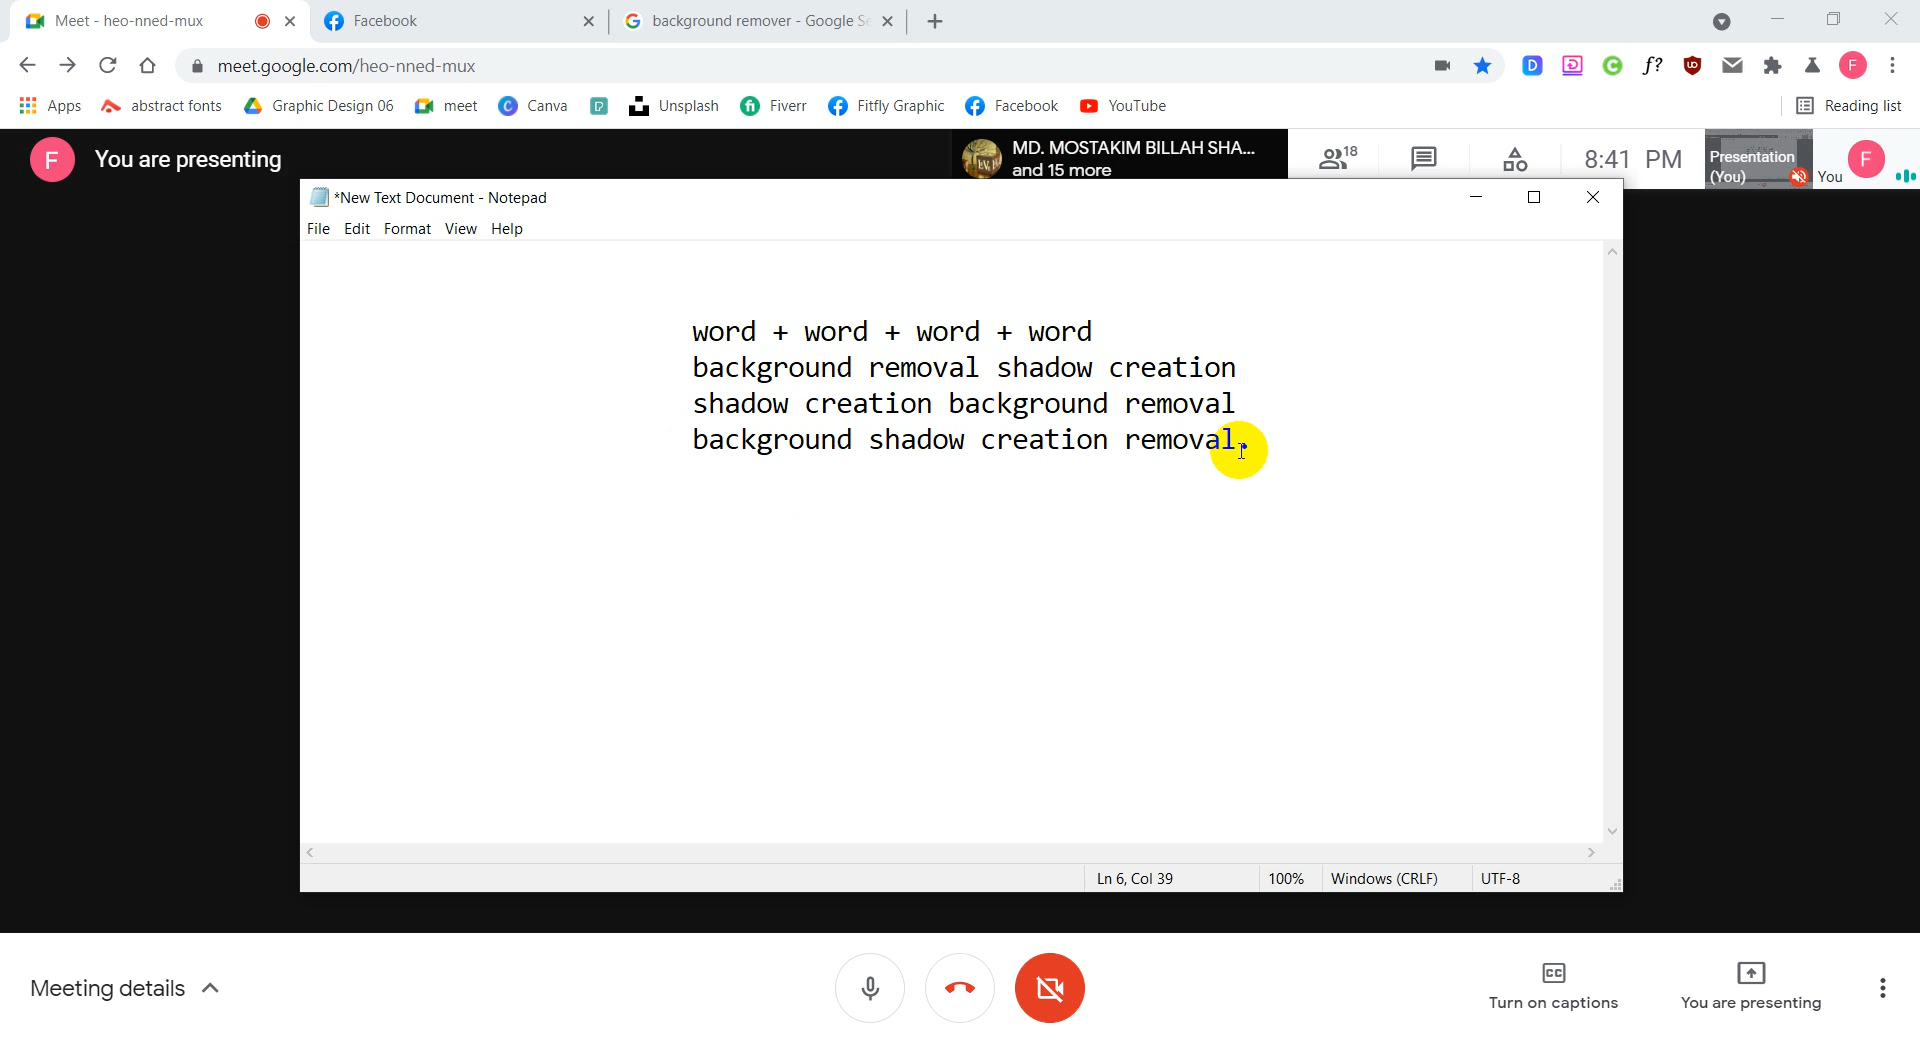 Meet - heo-nned-mux
Facebook
background remover - Google Se
meet.google.com/heo-nned-mux
Apps
abstract fonts
Graphic Design 06
meet
Canva
Unsplash
Fiverr
Fitfly Graphic
Facebook
YouTube
Reading list
F
You are presenting
MD. MOSTAKIM BILLAH SHA...
and 15 more
18
8:41 PM
Presentation
(You)
You
F
*New Text Document - Notepad
File Edit Format View Help
word + word + word + word
background removal shadow creation
shadow creation background removal
background shadow creation removal.
Ln 6, Col 39
100%
Windows (CRLF)
UTF-8
Meeting details
Turn on captions
You are presenting